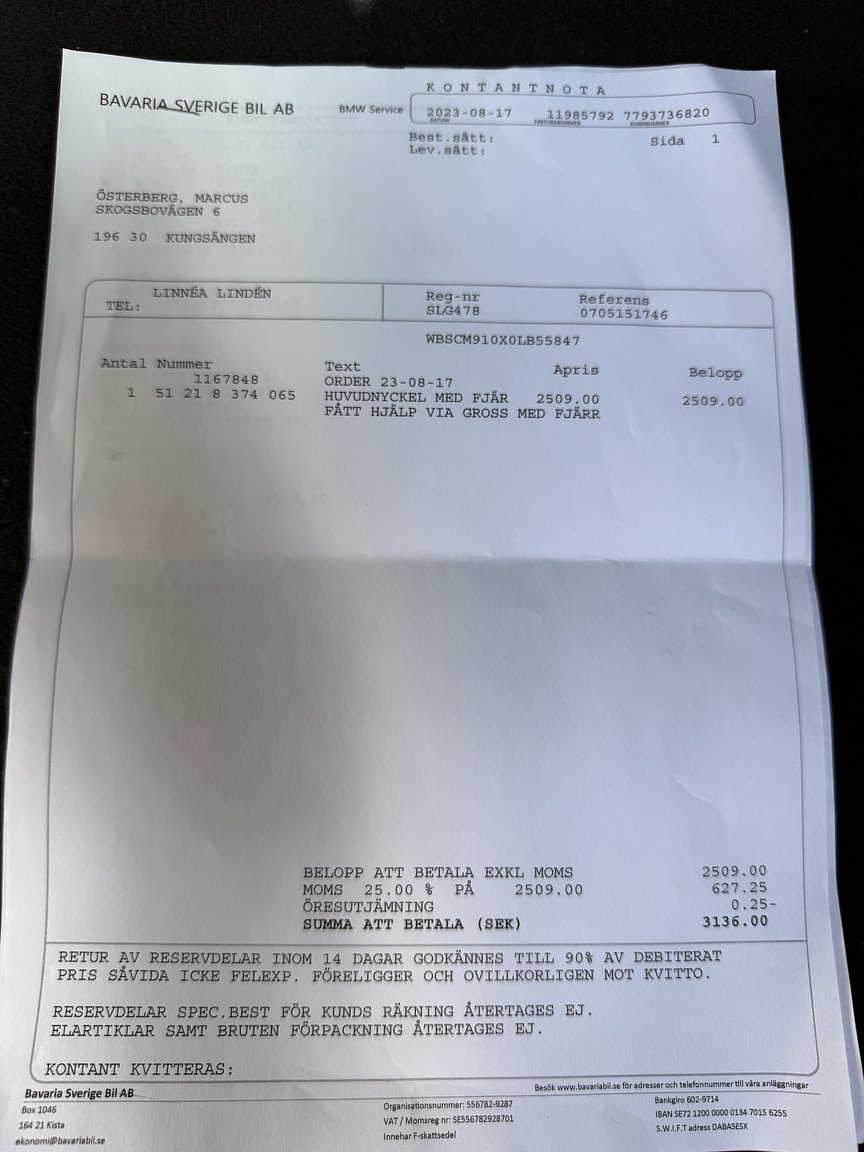 KONTANTNOTA
BAVARIA SVERIGE BIL AB
BMW Service
2023-08-17 11985792 7793736820
DATUM FAKTURANUMMER KUNDNUMMER
Best.sätt: Sida 1
Lev.sätt:
ÖSTERBERG, MARCUS
SKOGSBOVÄGEN 6
196 30 KUNGSÄNGEN
LINNÉA LINDÉN Reg-nr Referens
TEL: SLG478 0705151746
WBSCM910X0LB55847
Antal Nummer Text Apris Belopp
1167848 ORDER 23-08-17
1 51 21 8 374 065 HUVUDNYCKEL MED FJÄR 2509.00 2509.00
FÅTT HJÄLP VIA GROSS MED FJÄRR
BELOPP ATT BETALA EXKL MOMS 2509.00
MOMS 25.00 % PÅ 2509.00 627.25
ÖRESUTJÄMNING 0.25-
SUMMA ATT BETALA (SEK) 3136.00
RETUR AV RESERVDELAR INOM 14 DAGAR GODKÄNNES TILL 90% AV DEBITERAT
PRIS SÅVIDA ICKE FELEXP. FÖRELIGGER OCH OVILLKORLIGEN MOT KVITTO.
RESERVDELAR SPEC.BEST FÖR KUNDS RÄKNING ÅTERTAGES EJ.
ELARTIKLAR SAMT BRUTEN FÖRPACKNING ÅTERTAGES EJ.
KONTANT KVITTERAS:
Besök www.bavariabil.se för adresser och telefonnummer till våra anläggningar
Bavaria Sverige Bil AB
Box 1046
164 21 Kista
ekonomi@bavariabil.se
Organisationsnummer: 556782-9287
VAT / Momsreg nr: SE556782928701
Innehar F-skattsedel
Bankgiro 602-9714
IBAN SE72 1200 0000 0134 7015 6255
S.W.I.F.T adress DABASESX